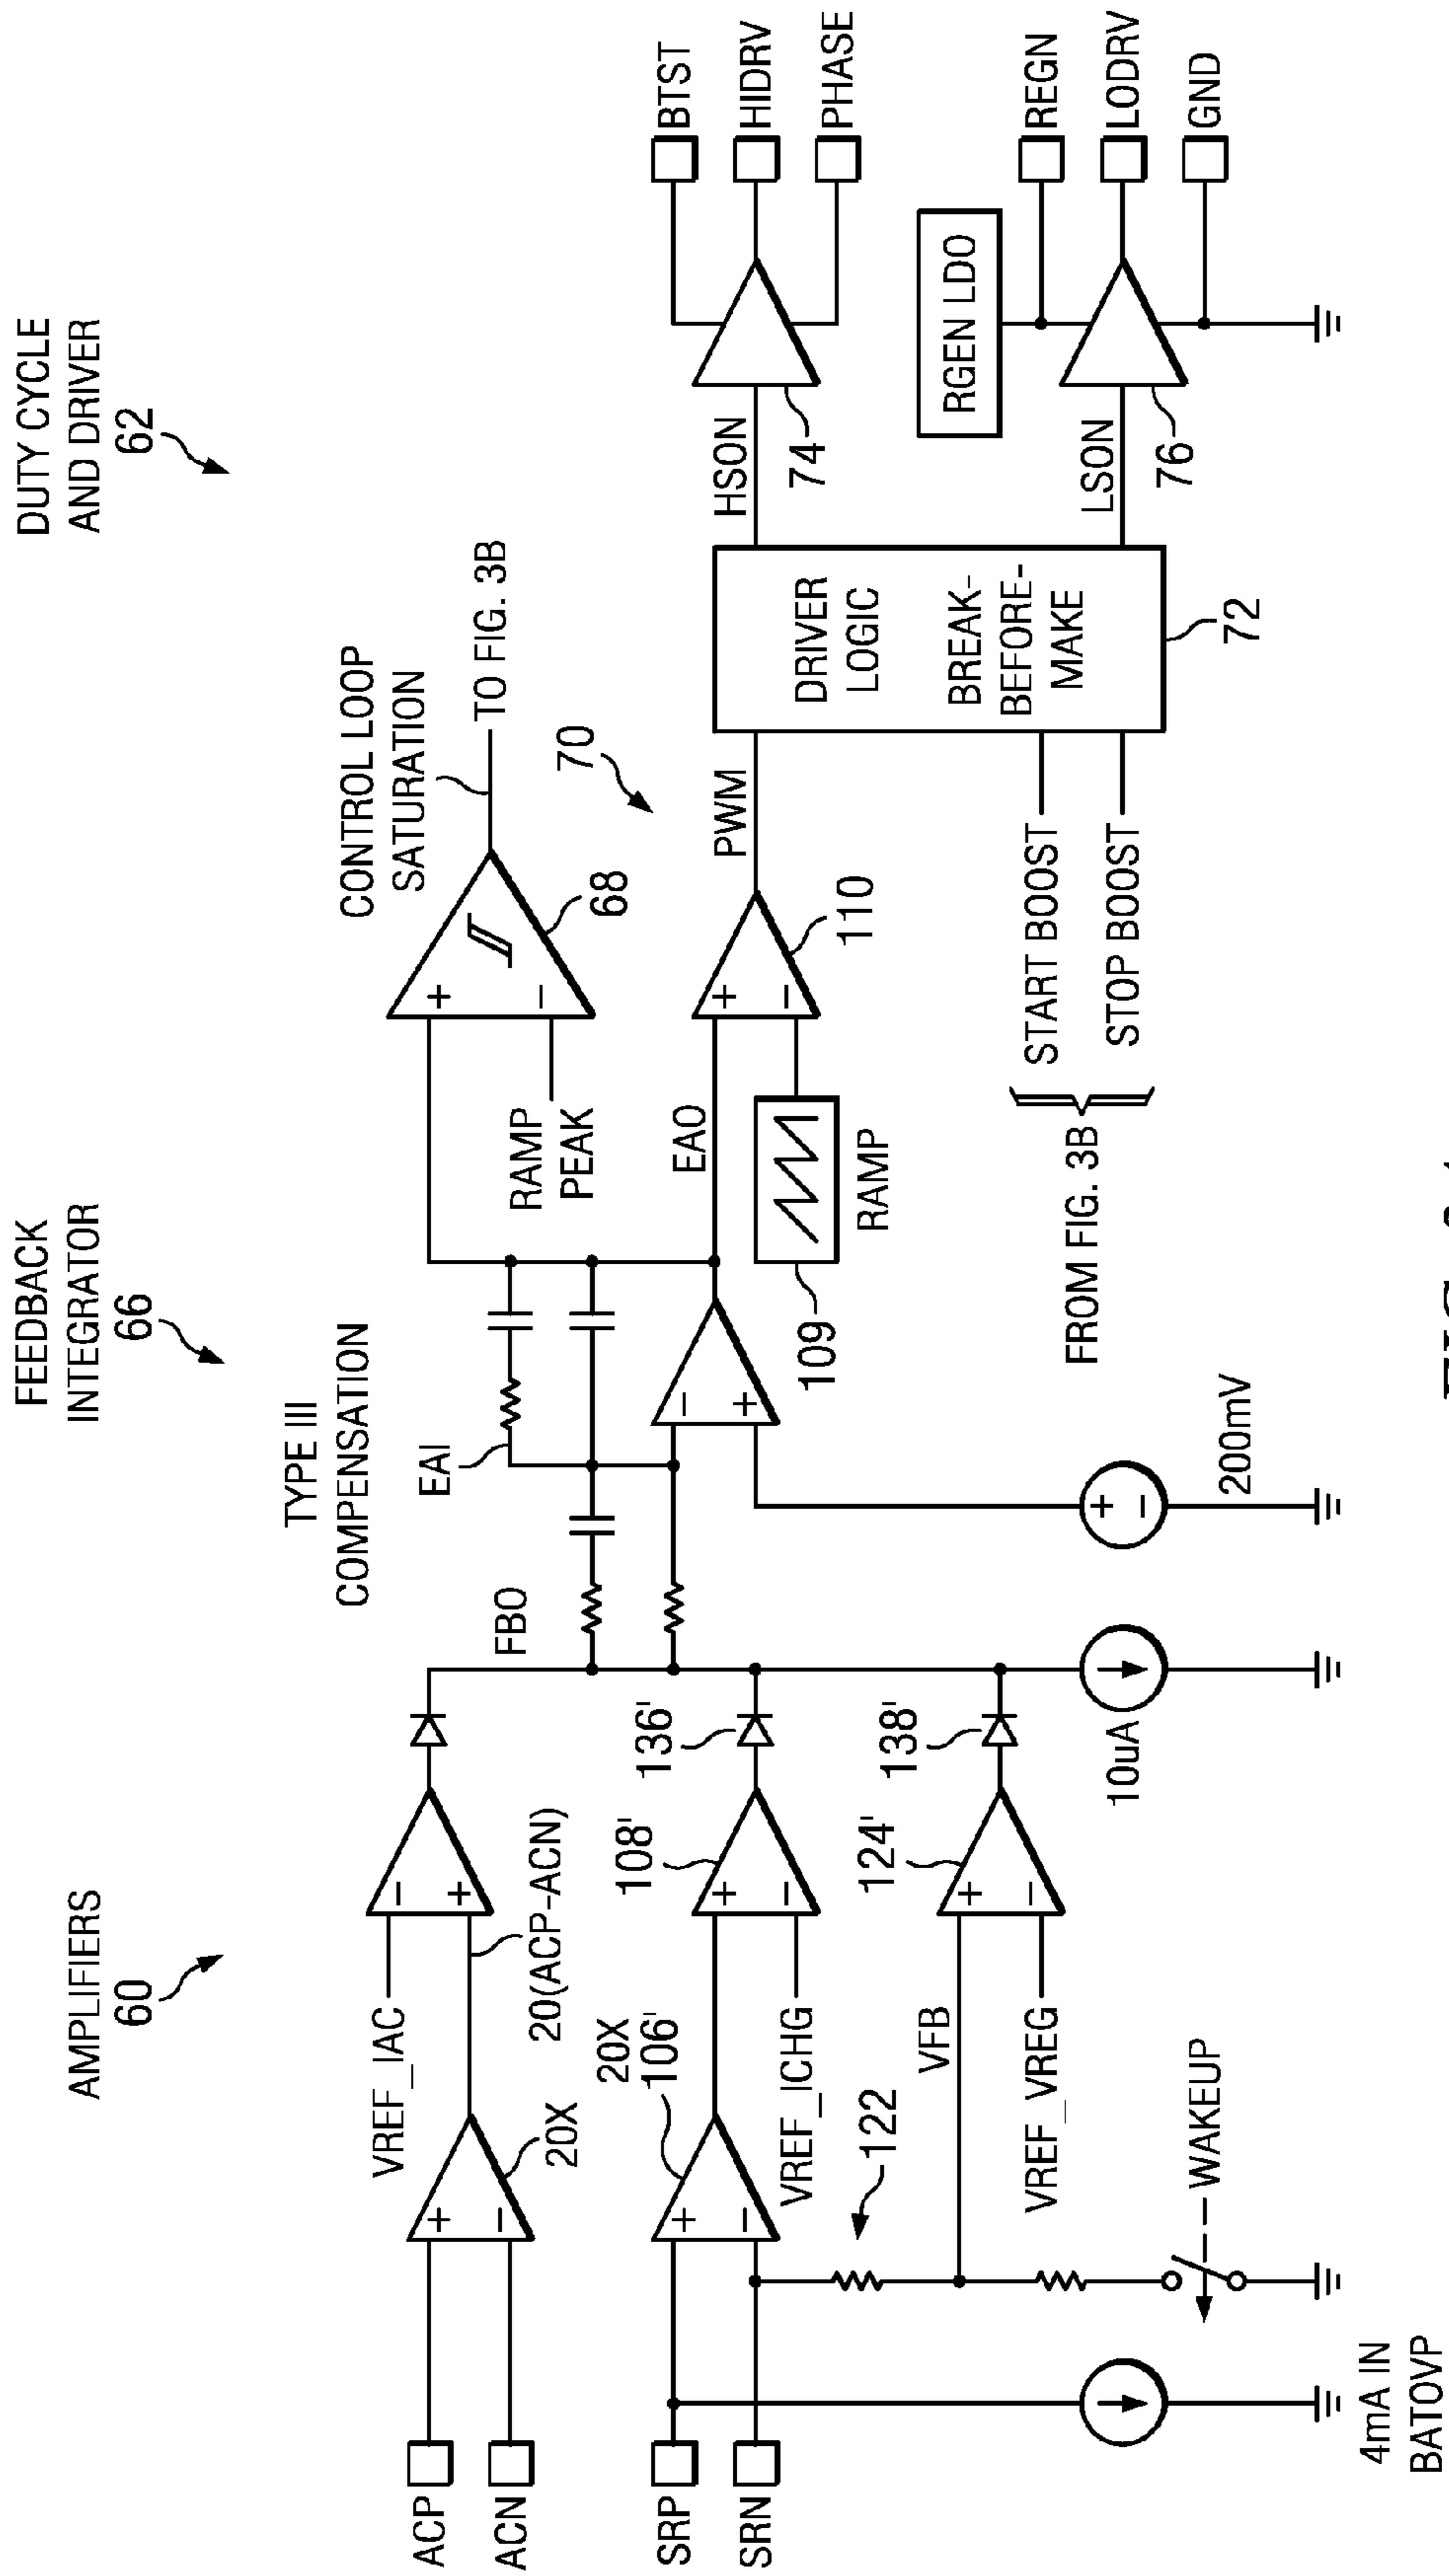 AMPLIFIERS
60
FEEDBACK
INTEGRATOR
66
DUTY CYCLE
AND DRIVER
62
TYPE III
COMPENSATION
CONTROL LOOP
SATURATION
TO FIG. 3B
68
70
RAMP
PEAK
EAI
FBO
EAO
PWM
110
RAMP
109
ACP
ACN
20X
VREF_IAC
20(ACP-ACN)
SRP
SRN
20X
106'
108'
VREF_ICHG
136'
122
VFB
124'
VREF_VREG
138'
WAKEUP
4mA IN
BATOVP
10uA
200mV
FROM FIG. 3B
START BOOST
STOP BOOST
DRIVER
LOGIC
BREAK-
BEFORE-
MAKE
72
HSON
74
LSON
76
RGEN LDO
BTST
HIDRV
PHASE
REGN
LODRV
GND